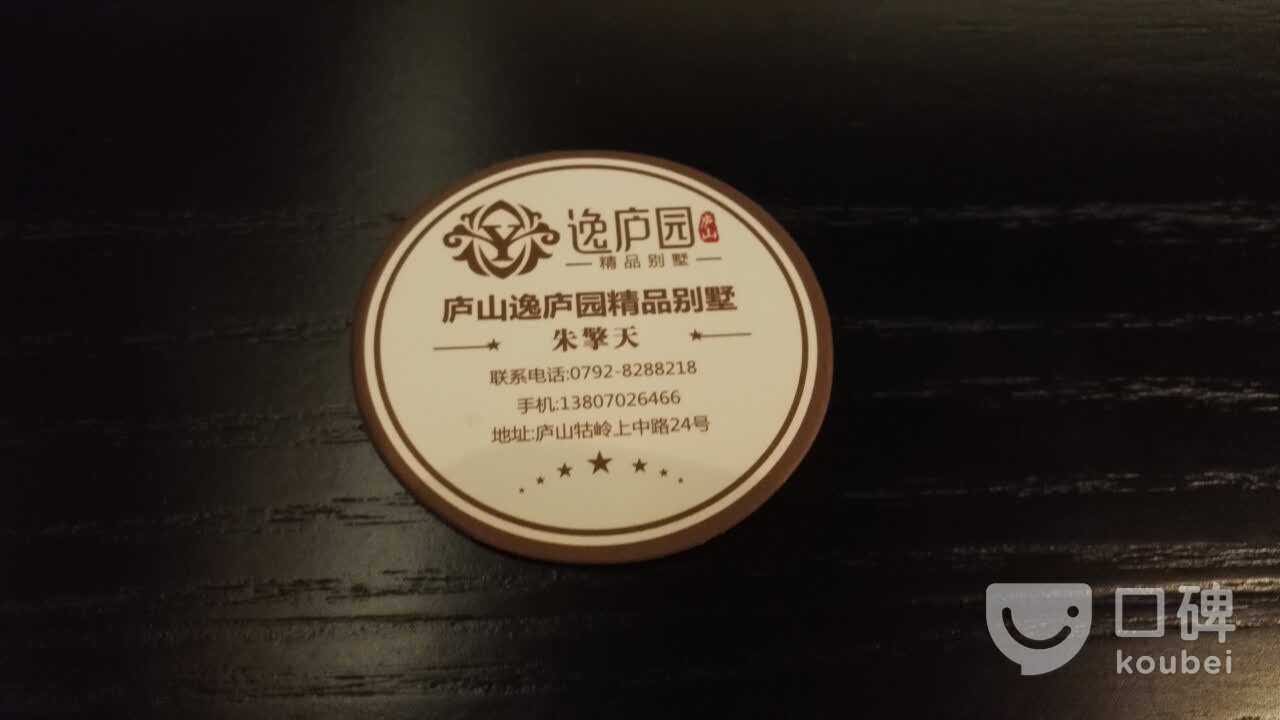 逸庐园 庐山
精品别墅
庐山逸庐园精品别墅
朱擎天
联系电话:0792-8288218
手机:13807026466
地址:庐山牯岭上中路24号
口碑
koubei